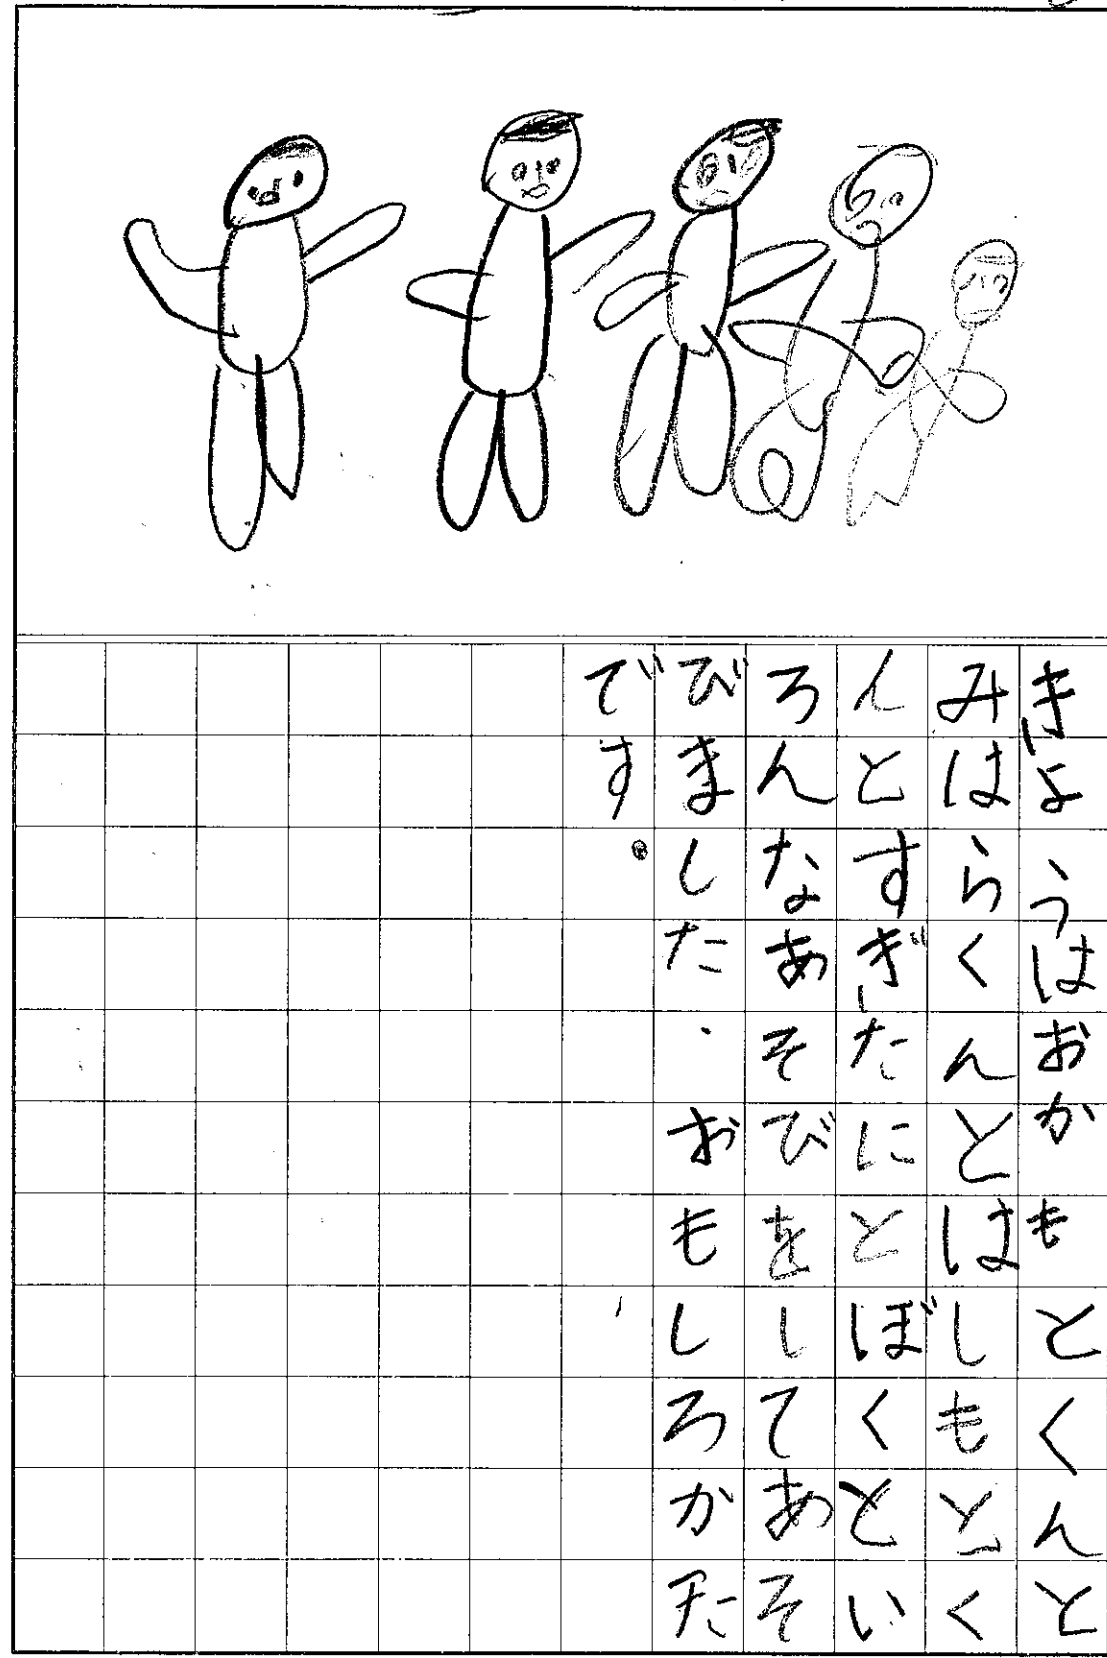 きょうはおかもとくんと
みはらくんとはしもとく
んとすぎたにとぼくとい
ろんなあそびをしてあそ
びました.おもしろかた
です。